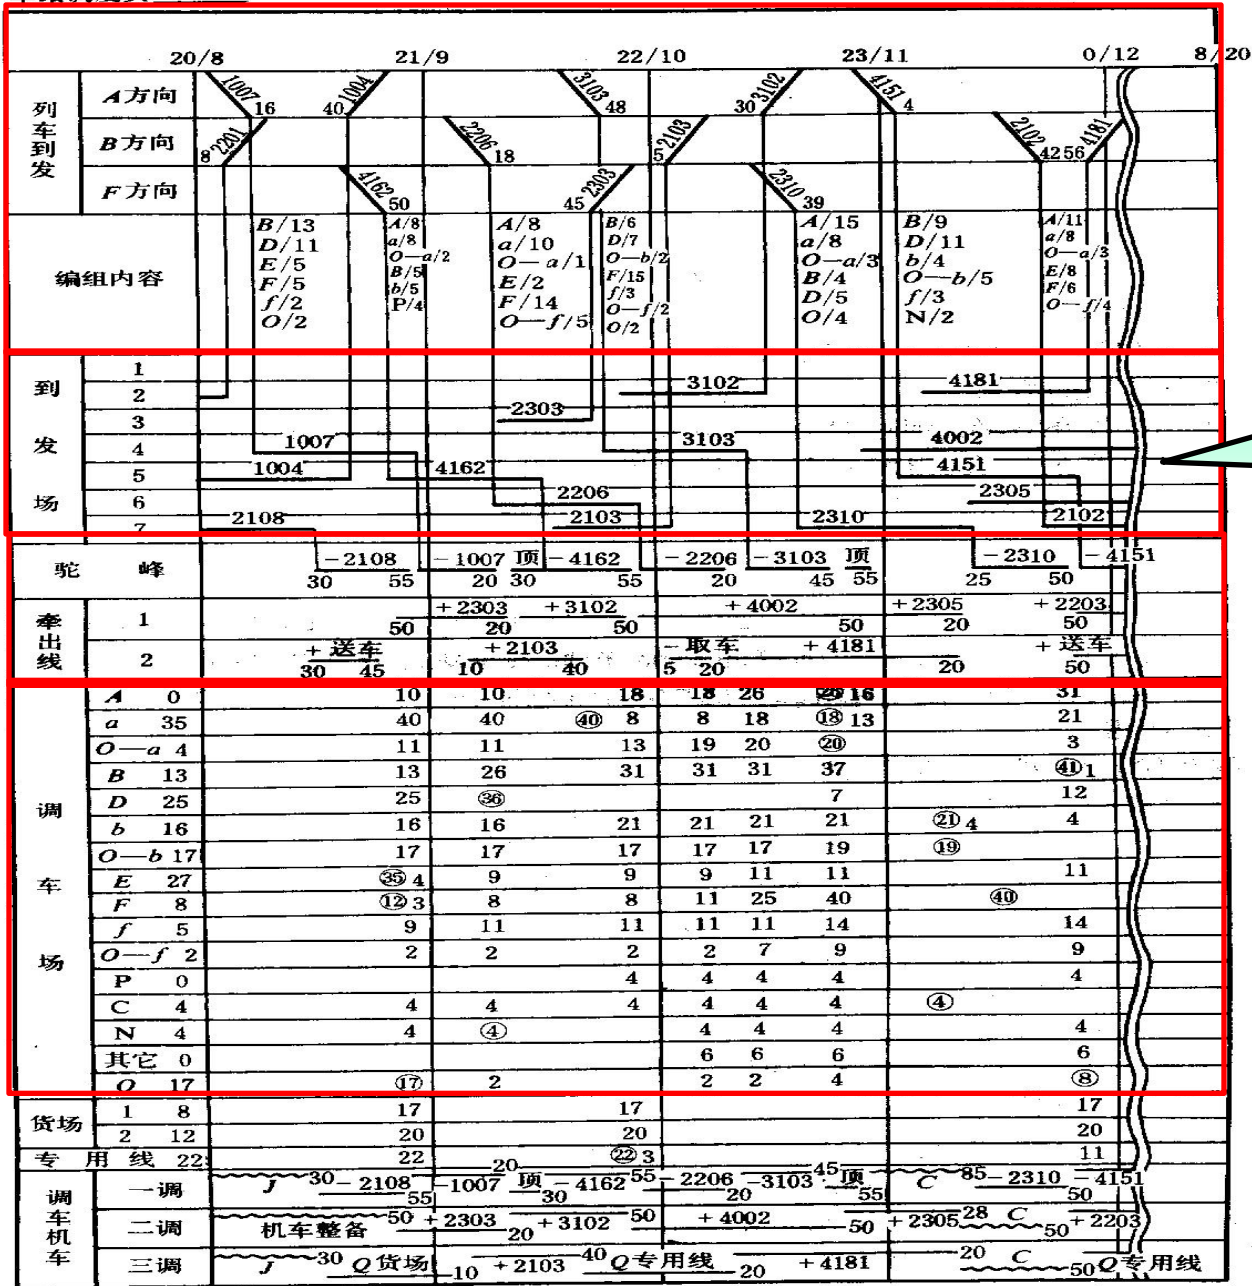 20/8 21/9 22/10 23/11 0/12 8/20
列车到发
A方向 1007 16 40 1004 3103 48 30 3102 4151 4
B方向 8 2201 2206 18 5 2103 2102 42 56 4181
F方向 4162 50 45 2303 2310 39
编组内容
B/13 A/8 A/8 B/6 A/15 B/9 A/11
D/11 a/8 a/10 D/7 a/8 D/11 a/8
E/5 O—a/2 O—a/1 O—b/2 O—a/3 b/4 O—a/3
F/5 B/5 E/2 F/15 B/4 O—b/5 E/8
f/2 b/5 F/14 f/3 D/5 f/3 F/6
O/2 P/4 O—f/5 O—f/2 O/4 N/2 O—f/4
O/2
到发场
1
2 3102 4181
3 2303
4 1007 3103 4002
5 1004 4162 4151
6 2206 2305
7 2108 2103 2310 2102
驼峰 −2108 −1007 顶 −4162 −2206 −3103 顶 −2310 −4151
30 55 20 30 55 20 45 55 25 50
牵出线
1 +2303 +3102 +4002 +2305 +2203
50 20 50 50 20 50
2 +送车 +2103 −取车 +4181 +送车
30 45 10 40 5 20 20 50
调车场
A 0 10 10 18 18 26 16 31
a 35 40 40 ㊵ 8 8 18 ⑱ 13 21
O—a 4 11 11 13 19 20 ⑳ 3
B 13 13 26 31 31 31 37 ㊶ 1
D 25 25 ㊱ 7 12
b 16 16 16 21 21 21 21 ㉑ 4 4
O—b 17 17 17 17 17 17 19 ⑲
E 27 ㉟ 4 9 9 9 11 11 11
F 8 ⑫ 3 8 8 11 25 40 ㊵
f 5 9 11 11 11 11 14 14
O—f 2 2 2 2 2 7 9 9
P 0 4 4 4 4 4
C 4 4 4 4 4 4 4 ④
N 4 4 ④ 4 4 4 4
其它 0 6 6 6 6
O 17 ⑰ 2 2 2 4 ⑧
货场
1 8 17 17 17
2 12 20 20 20
专用线 22 22 ㉒ 3 11
调车机车
一调 J 30 −2108 55 −1007 20 顶 30 −4162 55 −2206 20 −3103 45 顶 55 C 85 −2310 50 −4151
二调 机车整备 50 +2303 20 +3102 50 +4002 50 +2305 28 C 50 +2203
三调 J 30 Q货场 10 +2103 40 Q专用线 20 +4181 20 C 50 Q专用线